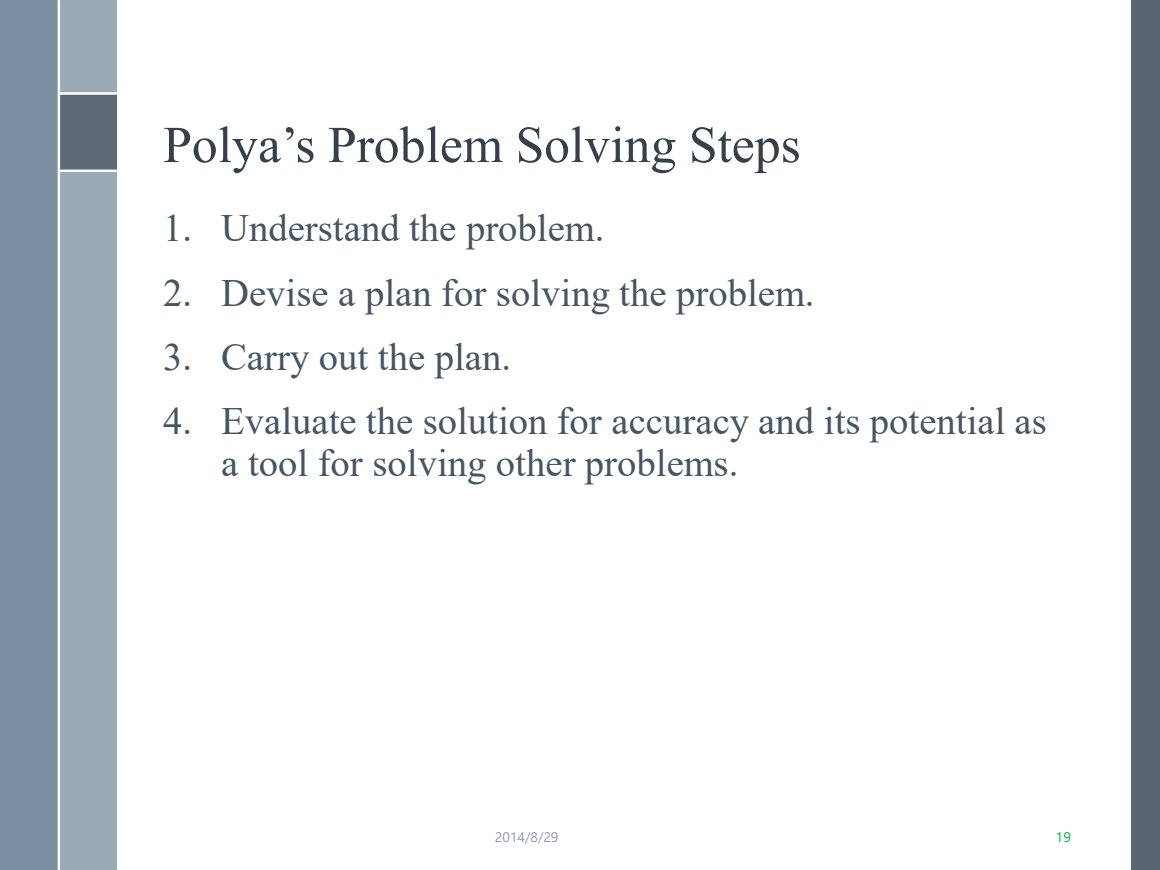 Polya’s Problem Solving Steps
1. Understand the problem.
2. Devise a plan for solving the problem.
3. Carry out the plan.
4. Evaluate the solution for accuracy and its potential as
a tool for solving other problems.
2014/8/29
19